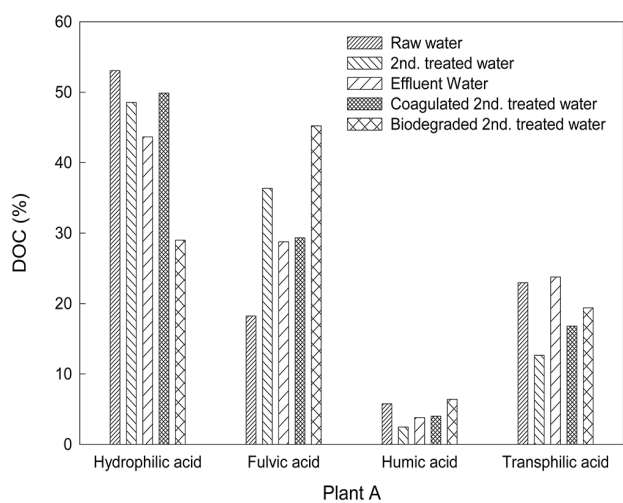 60
50
40
30
20
10
0
DOC (%)
Raw water
2nd. treated water
Effluent Water
Coagulated 2nd. treated water
Biodegraded 2nd. treated water
Hydrophilic acid Fulvic acid Humic acid Transphilic acid
Plant A